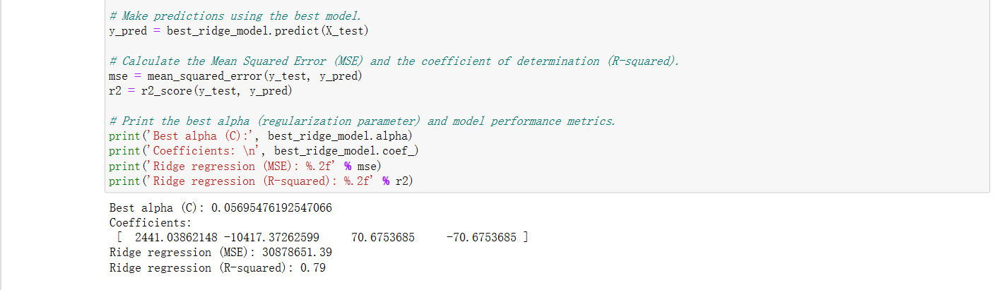 # Make predictions using the best model.
y_pred = best_ridge_model.predict(X_test)
# Calculate the Mean Squared Error (MSE) and the coefficient of determination (R-squared).
mse = mean_squared_error(y_test, y_pred)
r2 = r2_score(y_test, y_pred)
# Print the best alpha (regularization parameter) and model performance metrics.
print('Best alpha (C):', best_ridge_model.alpha)
print('Coefficients: \n', best_ridge_model.coef_)
print('Ridge regression (MSE): %.2f' % mse)
print('Ridge regression (R-squared): %.2f' % r2)
Best alpha (C): 0.05695476192547066
Coefficients:
[ 2441.03862148 -10417.37262599 70.6753685 -70.6753685 ]
Ridge regression (MSE): 30878651.39
Ridge regression (R-squared): 0.79